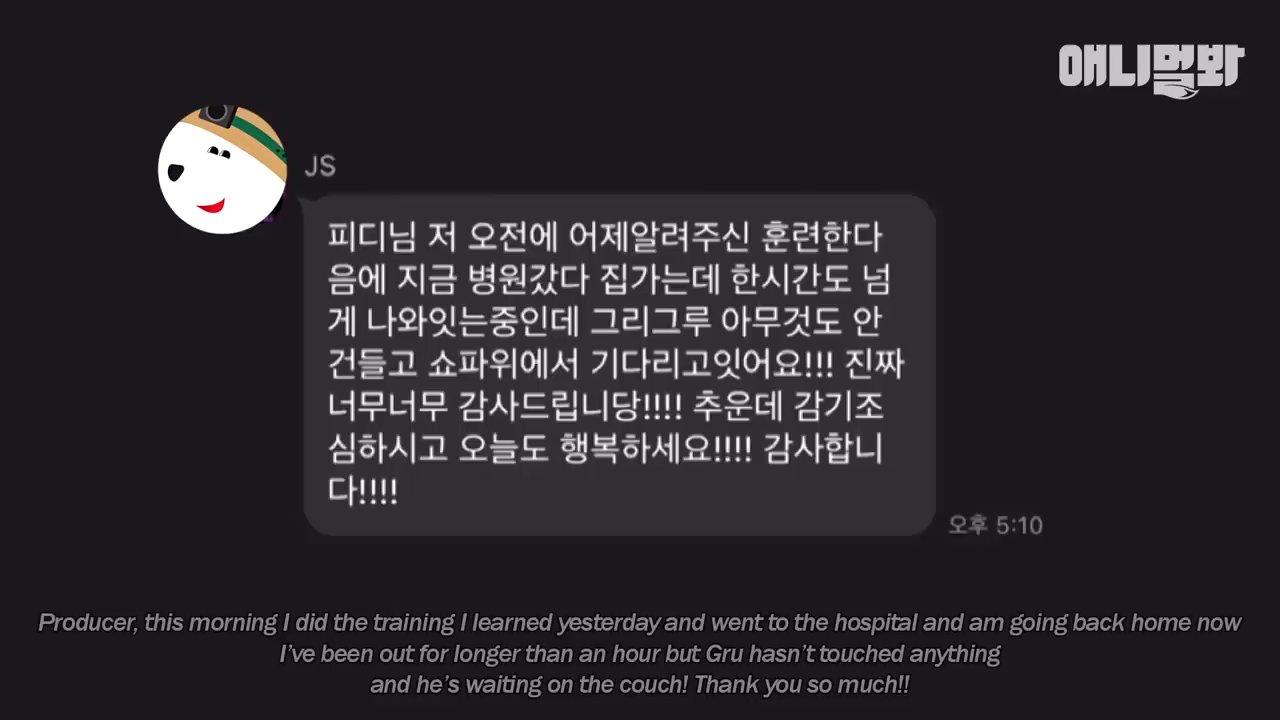 애니멀봐
JS
피디님 저 오전에 어제알려주신 훈련한다
음에 지금 병원갔다 집가는데 한시간도 넘
게 나와잇는중인데 그리그루 아무것도 안
건들고 쇼파위에서 기다리고잇어요!!! 진짜
너무너무 감사드립니당!!!! 추운데 감기조
심하시고 오늘도 행복하세요!!!! 감사합니
다!!!!
오후 5:10
Producer, this morning I did the training I learned yesterday and went to the hospital and am going back home now
I've been out for longer than an hour but Gru hasn't touched anything
and he's waiting on the couch! Thank you so much!!